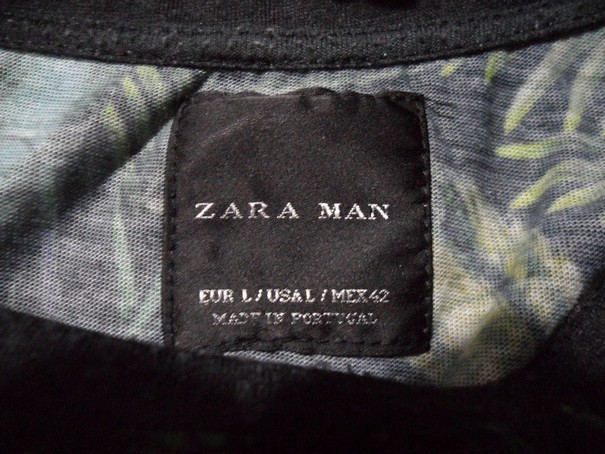 ZARA MAN
EUR L / USA L / MEX 42
MADE IN PORTUGAL